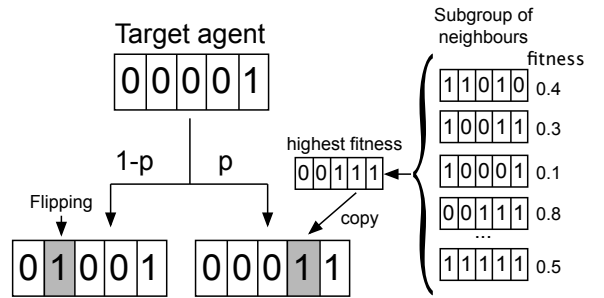 Subgroup of
neighbours
fitness
Target agent
0 0 0 0 1
1 1 0 1 0 0.4
1 0 0 1 1 0.3
1 0 0 0 1 0.1
0 0 1 1 1 0.8
...
1 1 1 1 1 0.5
highest fitness
0 0 1 1 1
copy
1-p
p
Flipping
0 1 0 0 1
0 0 0 1 1